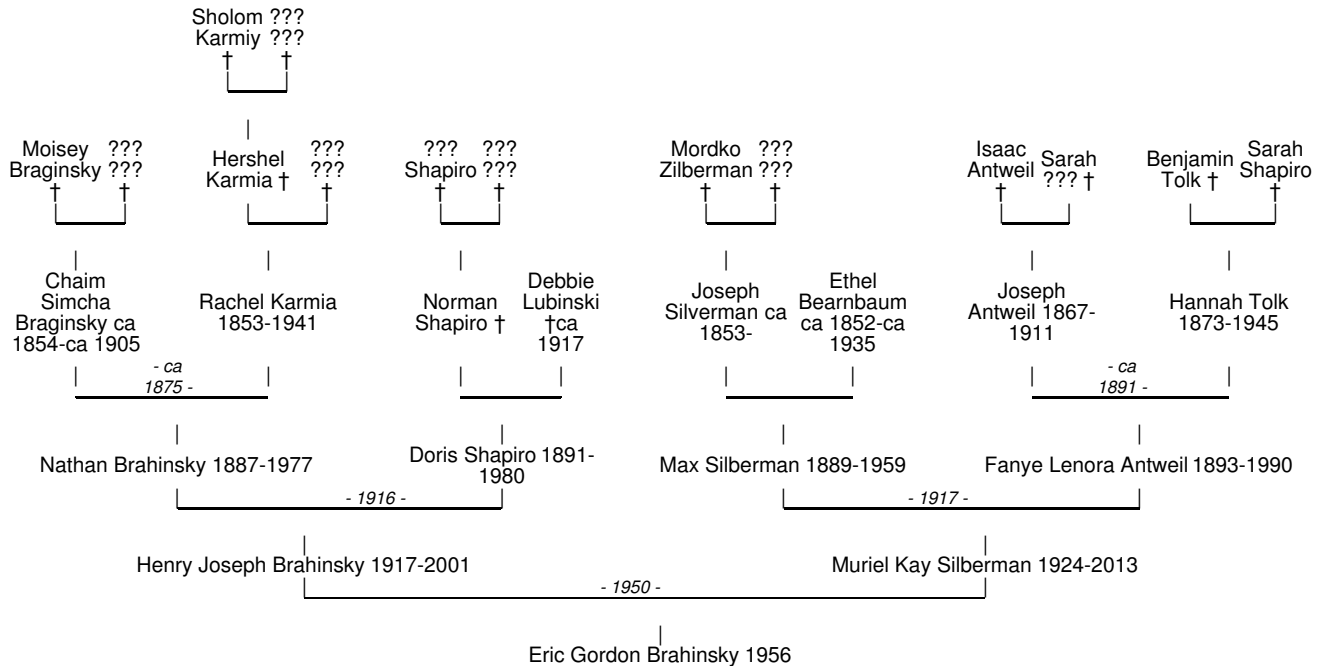 Sholom ???
Karmiy ???
† †
Moisey ??? Hershel ??? ??? ??? Mordko ??? Isaac Sarah Benjamin Sarah
Braginsky ??? Karmia † ??? Shapiro ??? Zilberman ??? Antweil ??? † Tolk † Shapiro
† † † † † † † † †
Chaim
Simcha
Braginsky ca
1854-ca 1905
Rachel Karmia
1853-1941
Norman
Shapiro †
Debbie
Lubinski
†ca
1917
Joseph
Silverman ca
1853-
Ethel
Bearnbaum
ca 1852-ca
1935
Joseph
Antweil 1867-
1911
Hannah Tolk
1873-1945
- ca
1875 -
- ca
1891 -
Nathan Brahinsky 1887-1977
Doris Shapiro 1891-
1980
Max Silberman 1889-1959
Fanye Lenora Antweil 1893-1990
- 1916 -
- 1917 -
Henry Joseph Brahinsky 1917-2001
Muriel Kay Silberman 1924-2013
- 1950 -
Eric Gordon Brahinsky 1956